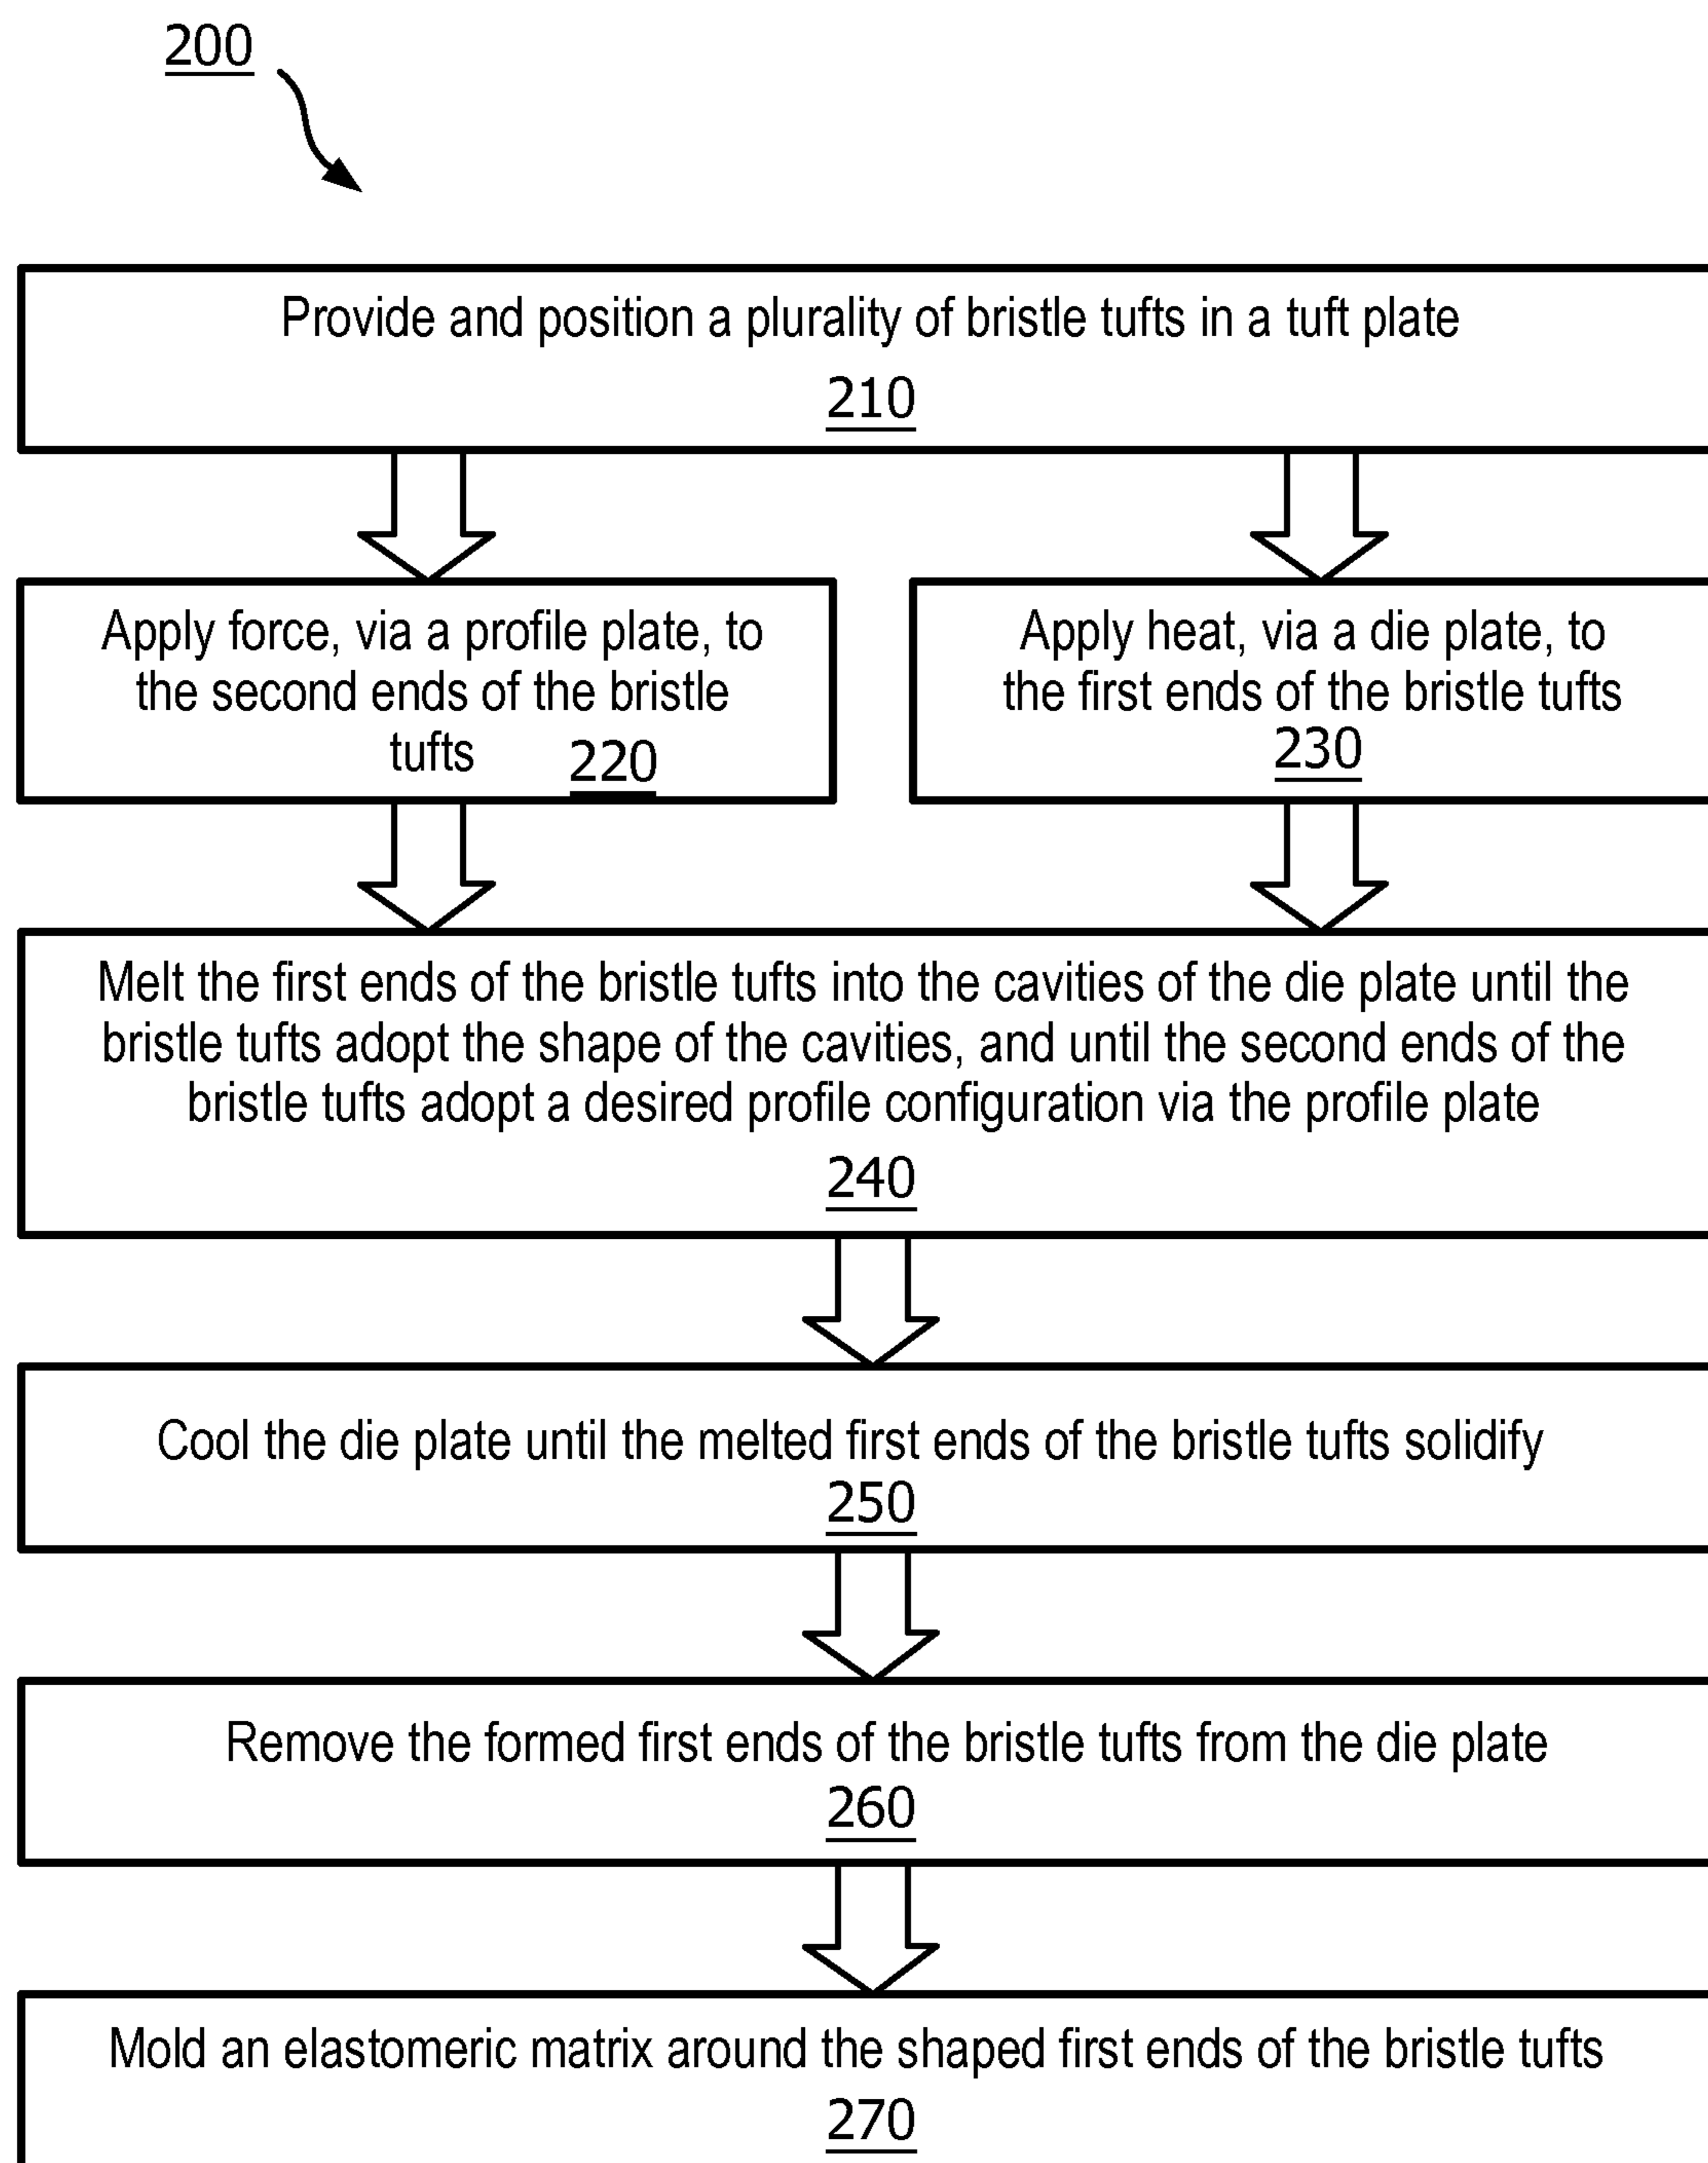 200
Provide and position a plurality of bristle tufts in a tuft plate
210
Apply force, via a profile plate, to
the second ends of the bristle
tufts 220
Apply heat, via a die plate, to
the first ends of the bristle tufts
230
Melt the first ends of the bristle tufts into the cavities of the die plate until the
bristle tufts adopt the shape of the cavities, and until the second ends of the
bristle tufts adopt a desired profile configuration via the profile plate
240
Cool the die plate until the melted first ends of the bristle tufts solidify
250
Remove the formed first ends of the bristle tufts from the die plate
260
Mold an elastomeric matrix around the shaped first ends of the bristle tufts
270